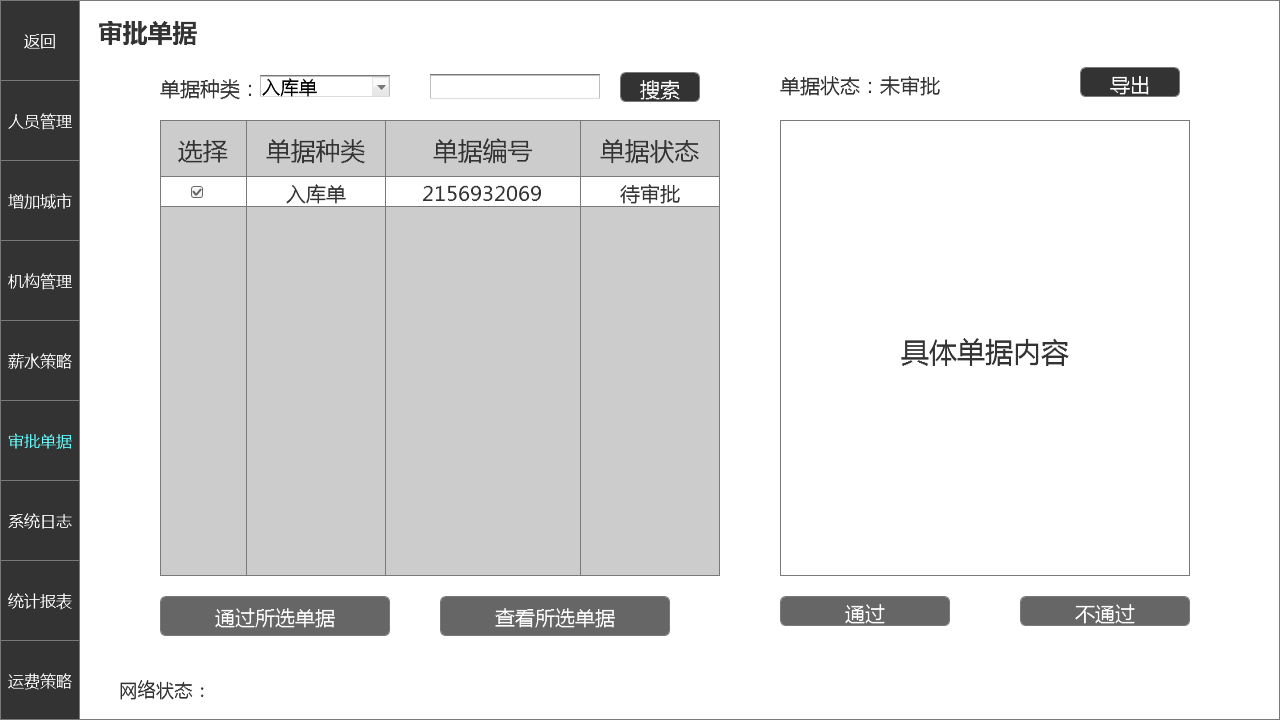 返回
人员管理
增加城市
机构管理
薪水策略
审批单据
系统日志
统计报表
运费策略
审批单据
单据种类：入库单 搜索
选择 单据种类 单据编号 单据状态
入库单 2156932069 待审批
通过所选单据 查看所选单据
单据状态：未审批 导出
具体单据内容
通过 不通过
网络状态：